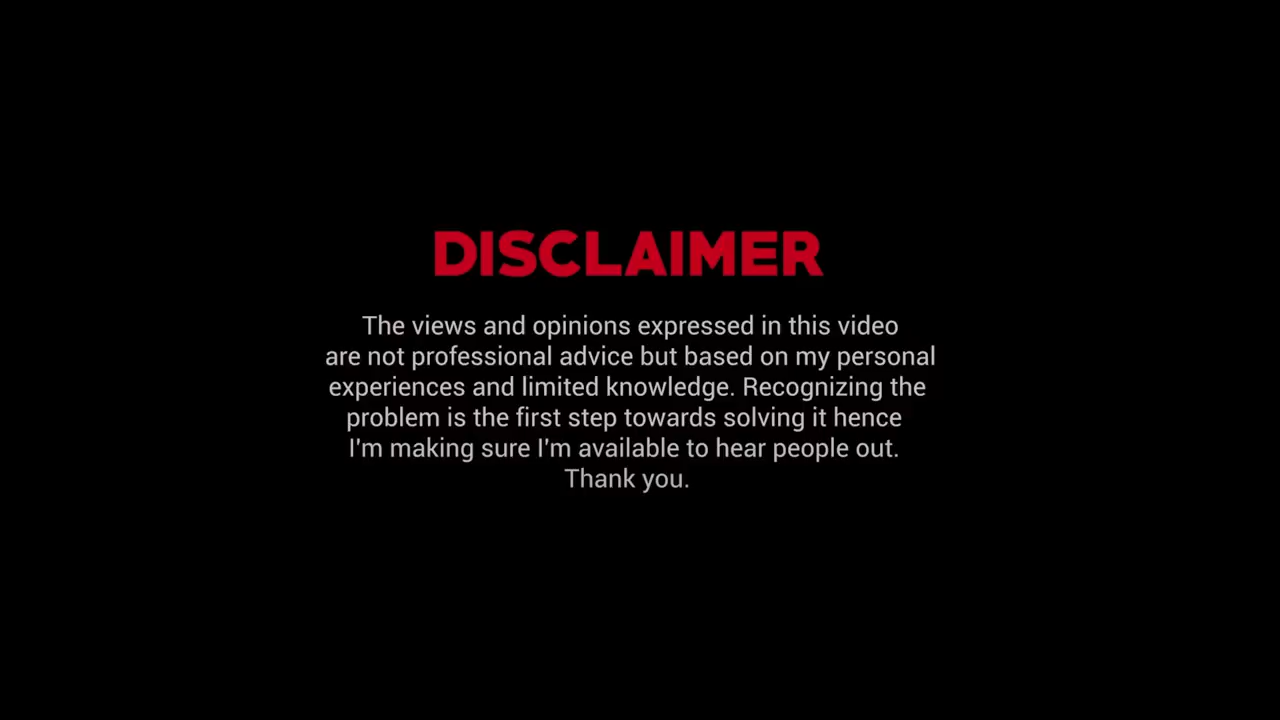 DISCLAIMER
The views and opinions expressed in this video
are not professional advice but based on my personal
experiences and limited knowledge. Recognizing the
problem is the first step towards solving it hence
I'm making sure I'm available to hear people out.
Thank you.